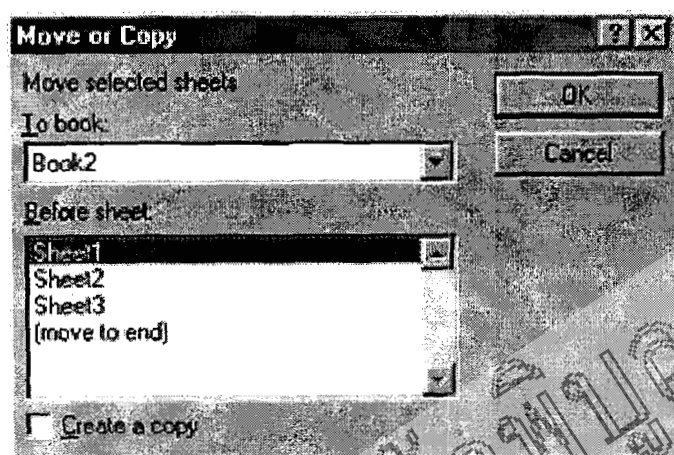 Move or Copy
Move selected sheets
To book:
Book2
Before sheet:
Sheet1
Sheet2
Sheet3
(move to end)
Create a copy
OK
Cancel